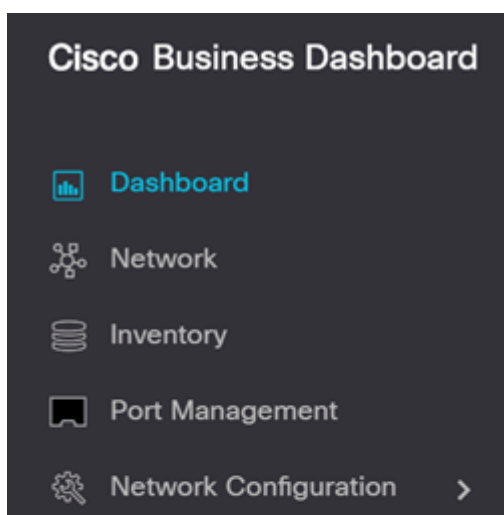 Cisco Business Dashboard
Dashboard
Network
Inventory
Port Management
Network Configuration